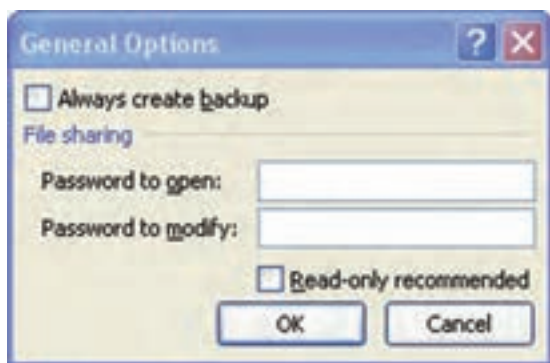 General Options
Always create backup
File sharing
Password to open:
Password to modify:
Read-only recommended
OK Cancel